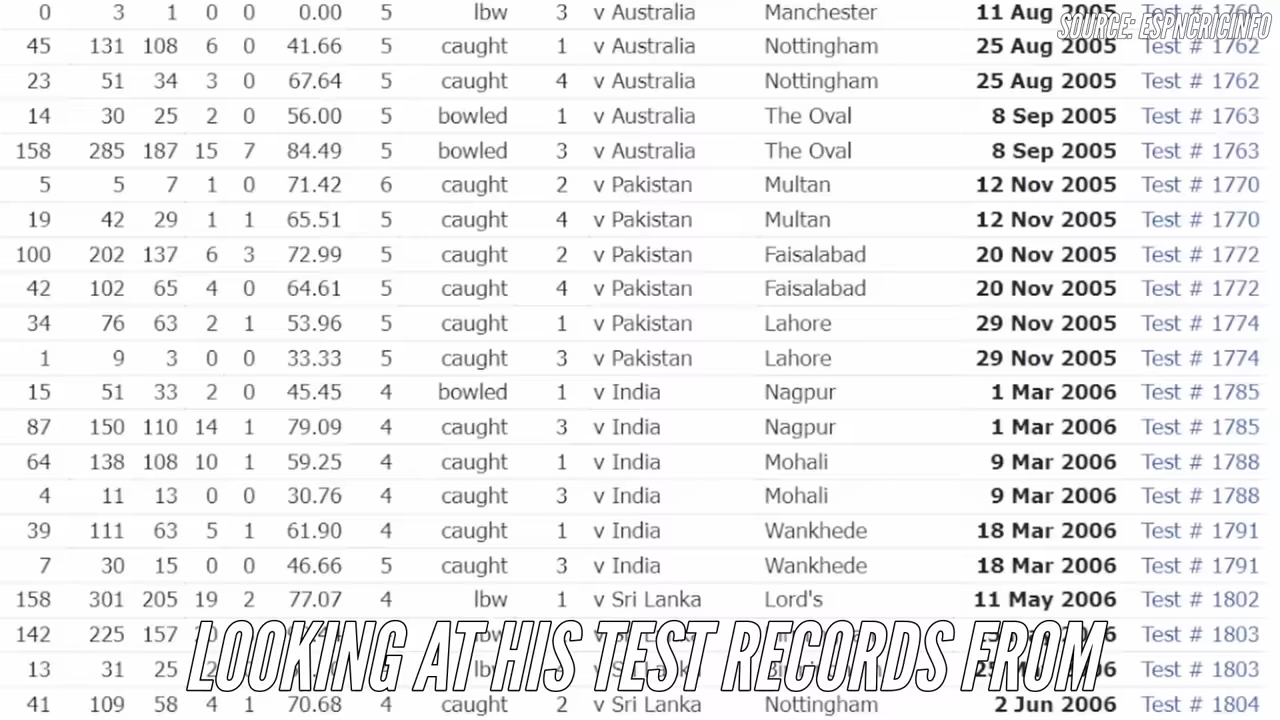 0 3 1 0 0 0.00 5 lbw 3 v Australia Manchester 11 Aug 2005 Test # 1760
SOURCE: ESPNCRICINFO
45 131 108 6 0 41.66 5 caught 1 v Australia Nottingham 25 Aug 2005 Test # 1762
23 51 34 3 0 67.64 5 caught 4 v Australia Nottingham 25 Aug 2005 Test # 1762
14 30 25 2 0 56.00 5 bowled 1 v Australia The Oval 8 Sep 2005 Test # 1763
158 285 187 15 7 84.49 5 bowled 3 v Australia The Oval 8 Sep 2005 Test # 1763
5 5 7 1 0 71.42 6 caught 2 v Pakistan Multan 12 Nov 2005 Test # 1770
19 42 29 1 1 65.51 5 caught 4 v Pakistan Multan 12 Nov 2005 Test # 1770
100 202 137 6 3 72.99 5 caught 2 v Pakistan Faisalabad 20 Nov 2005 Test # 1772
42 102 65 4 0 64.61 5 caught 4 v Pakistan Faisalabad 20 Nov 2005 Test # 1772
34 76 63 2 1 53.96 5 caught 1 v Pakistan Lahore 29 Nov 2005 Test # 1774
1 9 3 0 0 33.33 5 caught 3 v Pakistan Lahore 29 Nov 2005 Test # 1774
15 51 33 2 0 45.45 4 bowled 1 v India Nagpur 1 Mar 2006 Test # 1785
87 150 110 14 1 79.09 4 caught 3 v India Nagpur 1 Mar 2006 Test # 1785
64 138 108 10 1 59.25 4 caught 1 v India Mohali 9 Mar 2006 Test # 1788
4 11 13 0 0 30.76 4 caught 3 v India Mohali 9 Mar 2006 Test # 1788
39 111 63 5 1 61.90 4 caught 1 v India Wankhede 18 Mar 2006 Test # 1791
7 30 15 0 0 46.66 5 caught 3 v India Wankhede 18 Mar 2006 Test # 1791
158 301 205 19 2 77.07 4 lbw 1 v Sri Lanka Lord's 11 May 2006 Test # 1802
142 225 157 lbw Test # 1803
LOOKING AT HIS TEST RECORDS FROM
13 31 25 Test # 1803
41 109 58 4 1 70.68 4 caught 2 v Sri Lanka Nottingham 2 Jun 2006 Test # 1804